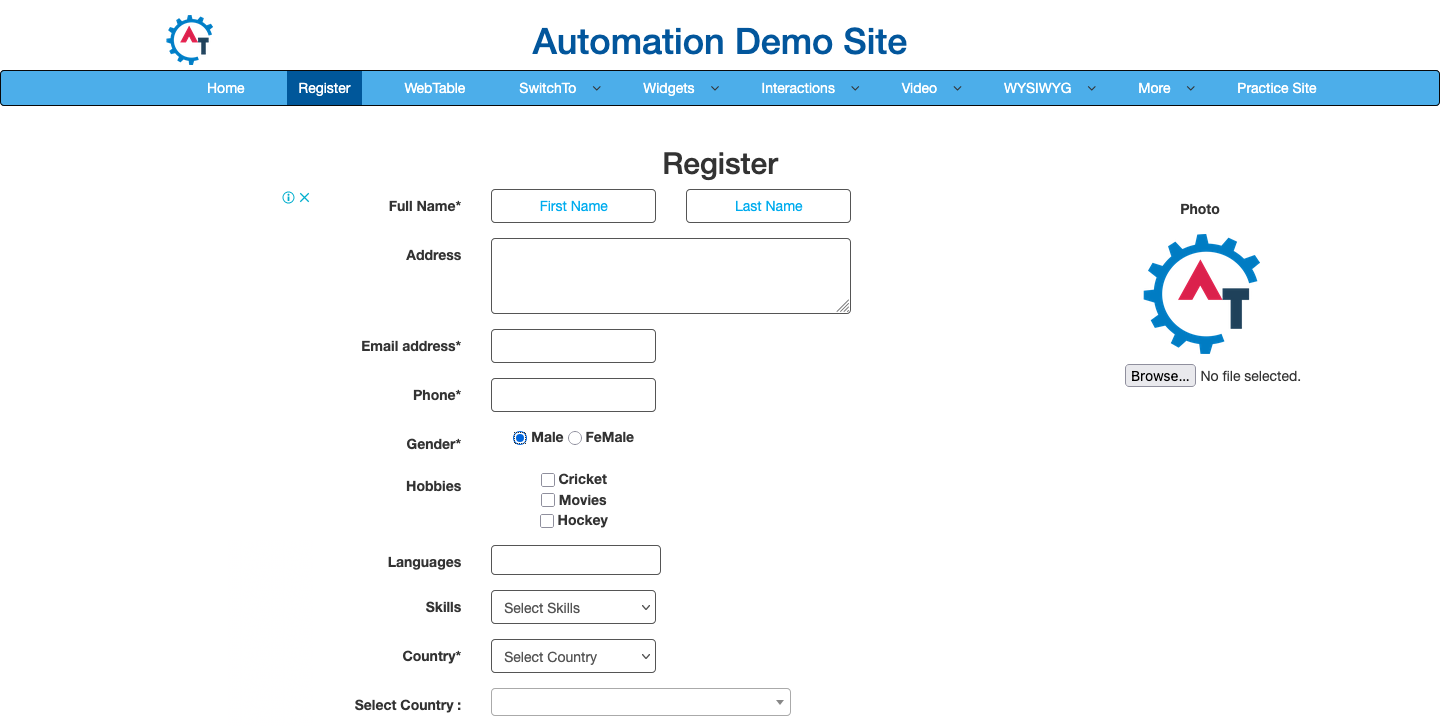 AT
Automation Demo Site
Home Register WebTable SwitchTo Widgets Interactions Video WYSIWYG More Practice Site
Register
Full Name* First Name Last Name
Photo
Address
AT
Email address*
Browse... No file selected.
Phone*
Gender* Male FeMale
Hobbies Cricket
Movies
Hockey
Languages
Skills Select Skills
Country* Select Country
Select Country :